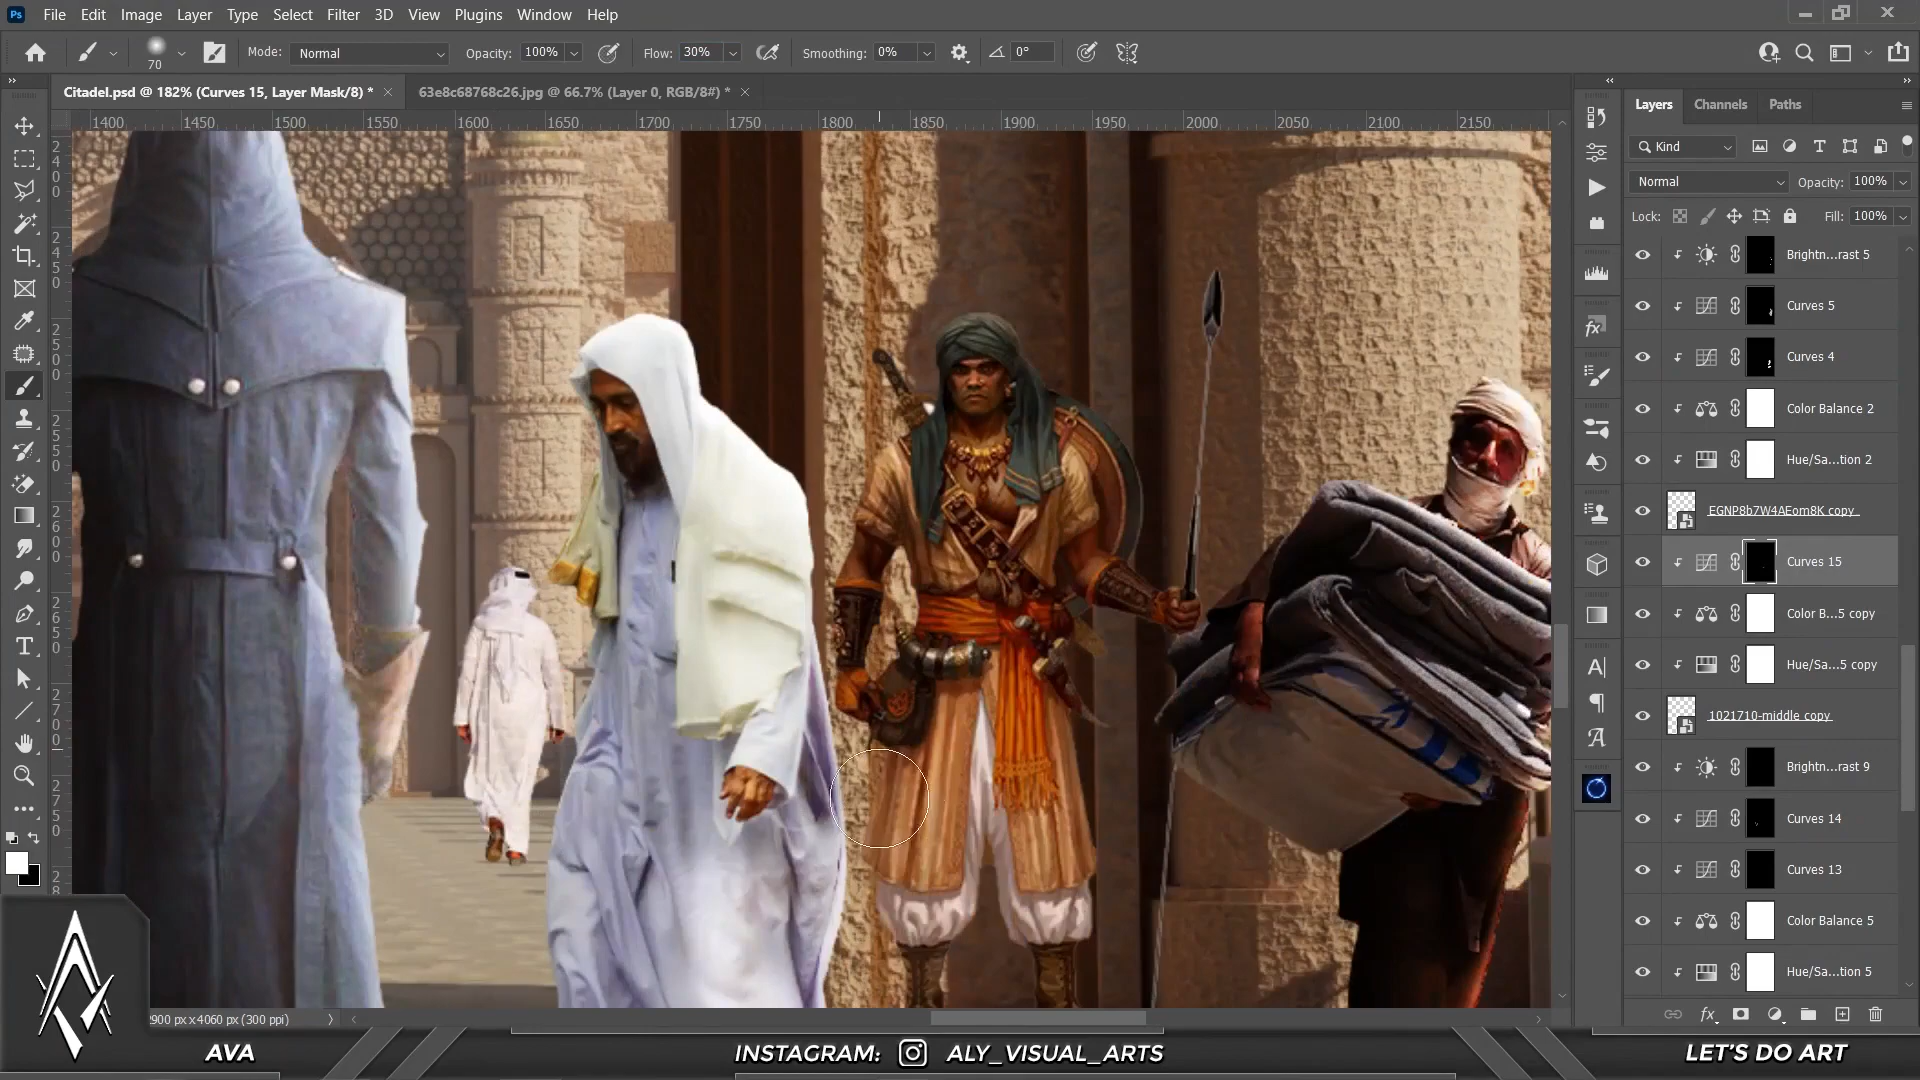 Ps File Edit Image Layer Type Select Filter 3D View Plugins Window Help
70 Mode: Normal Opacity: 100% Flow: 30% Smoothing: 0% 0°
Citadel.psd @ 182% (Curves 15, Layer Mask/8) * 63e8c68768c26.jpg @ 66.7% (Layer 0, RGB/8#) *
1400 1450 1500 1550 1600 1650 1700 1750 1800 1850 1900 1950 2000 2050 2100 2150
Layers Channels Paths
Kind
Normal Opacity: 100%
Lock: Fill: 100%
Brightn...rast 5
Curves 5
Curves 4
Color Balance 2
Hue/Sa...tion 2
EGNP8b7W4AEom8K copy
Curves 15
Color B...5 copy
Hue/Sa...5 copy
1021710-middle copy
Brightn...rast 9
Curves 14
Curves 13
Color Balance 5
Hue/Sa...tion 5
2900 px x 4060 px (300 ppi)
AVA INSTAGRAM: ALY_VISUAL_ARTS LET'S DO ART